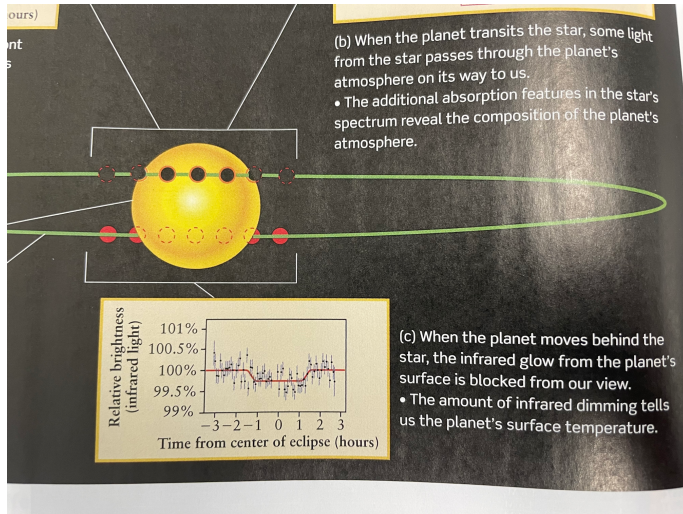 ours)
nt
s
(b) When the planet transits the star, some light
from the star passes through the planet's
atmosphere on its way to us.
• The additional absorption features in the star's
spectrum reveal the composition of the planet's
atmosphere.
Relative brightness
(infrared light)
101%
100.5%
100%
99.5%
99%
−3 −2 −1 0 1 2 3
Time from center of eclipse (hours)
(c) When the planet moves behind the
star, the infrared glow from the planet's
surface is blocked from our view.
• The amount of infrared dimming tells
us the planet's surface temperature.